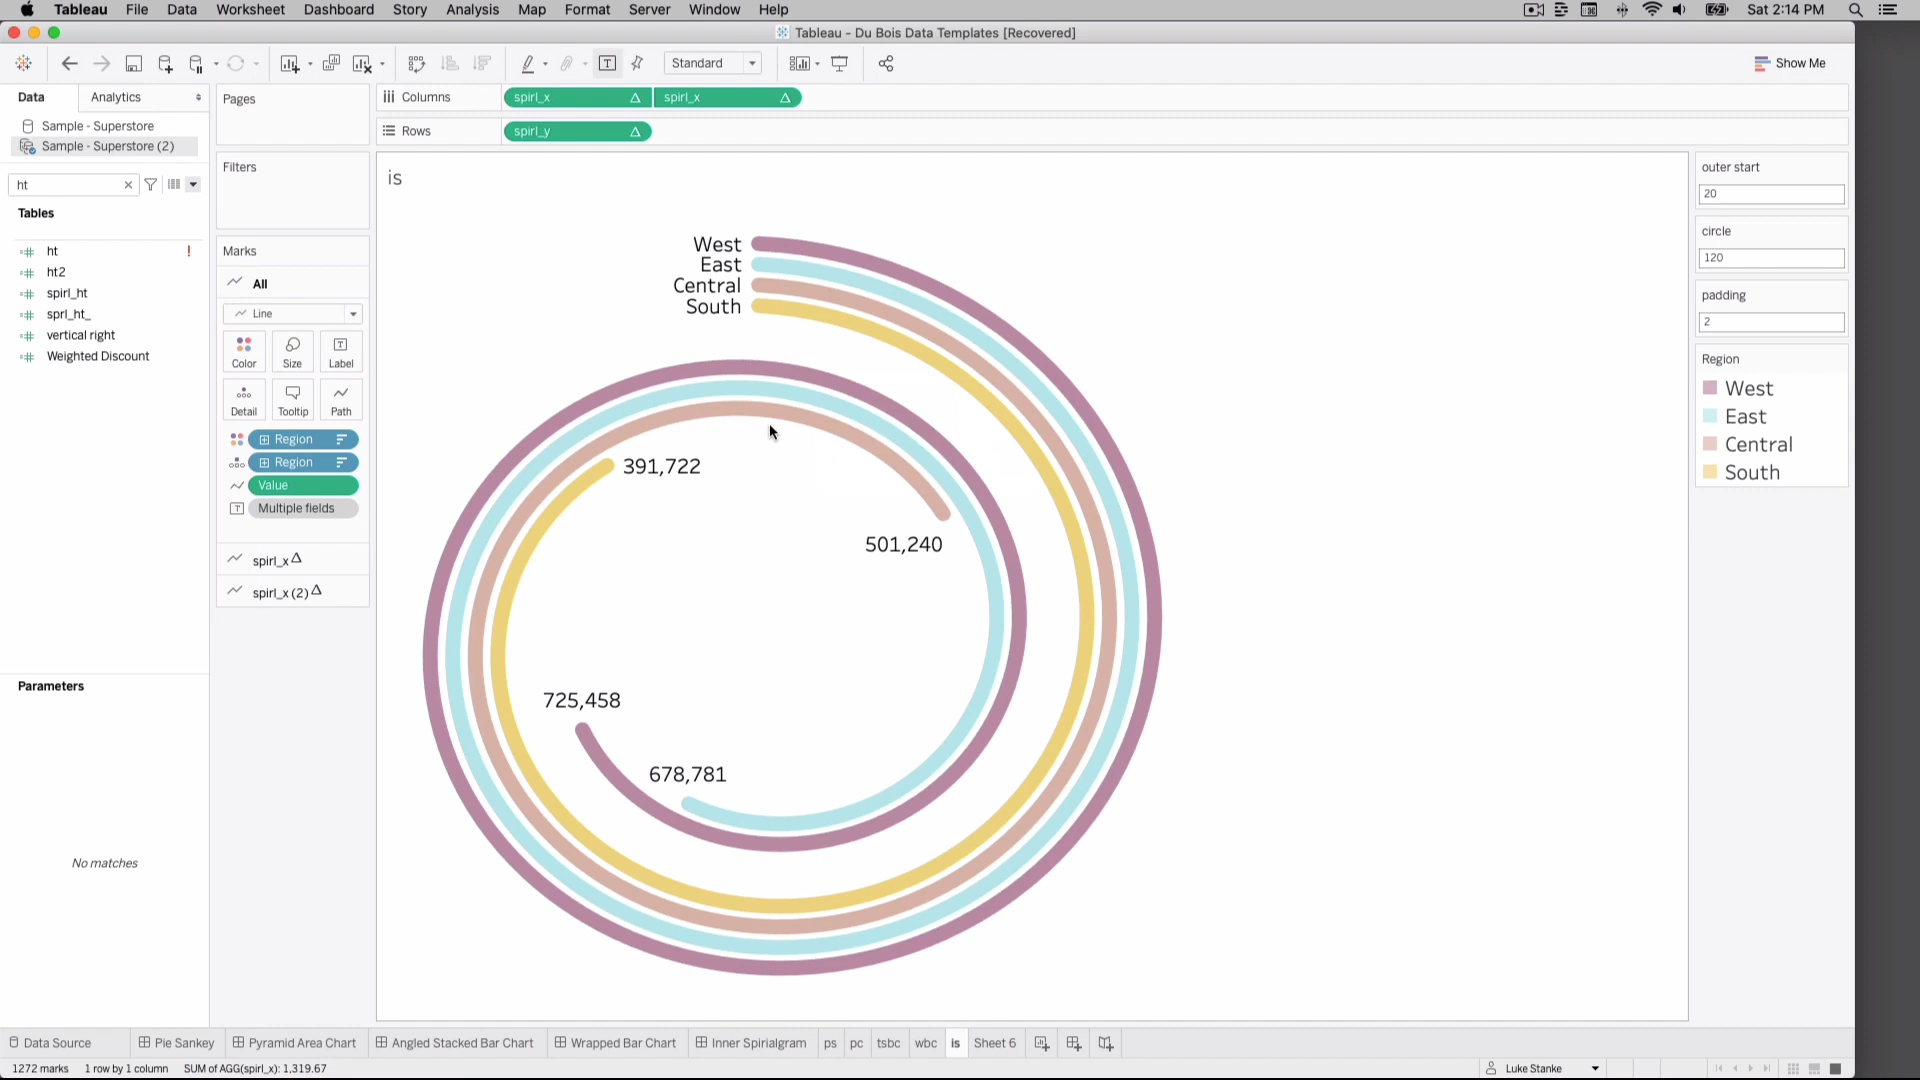 Tableau File Data Worksheet Dashboard Story Analysis Map Format Server Window Help Sat 2:14 PM
Tableau - Du Bois Data Templates [Recovered]
Standard
Show Me
Data Analytics
Sample - Superstore
Sample - Superstore (2)
ht
Tables
ht !
ht2
spirl_ht
sprl_ht_
vertical right
Weighted Discount
Parameters
No matches
Pages
Filters
Marks
All
Line
Color Size Label
Detail Tooltip Path
Region
Region
Value
Multiple fields
spirl_x Δ
spirl_x (2) Δ
Columns spirl_x Δ spirl_x Δ
Rows spirl_y Δ
is
West
East
Central
South
391,722
501,240
725,458
678,781
outer start
20
circle
120
padding
2
Region
West
East
Central
South
Data Source Pie Sankey Pyramid Area Chart Angled Stacked Bar Chart Wrapped Bar Chart Inner Spirialgram ps pc tsbc wbc is Sheet 6
1272 marks 1 row by 1 column SUM of AGG(spirl_x): 1,319.67 Luke Stanke